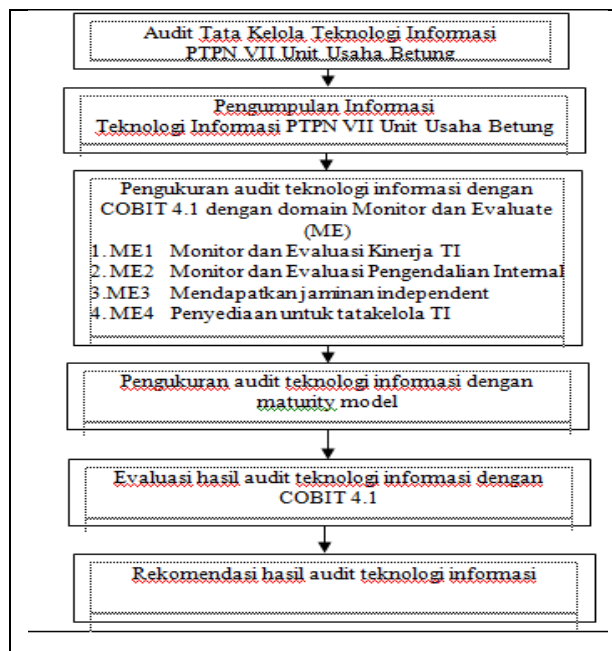 Audit Tata Kelola Teknologi Informasi
PTPN VII Unit Usaha Betung
Pengumpulan Informasi
Teknologi Informasi PTPN VII Unit Usaha Betung
Pengukuran audit teknologi informasi dengan
COBIT 4.1 dengan domain Monitor dan Evaluate
(ME)
1. ME1 Monitor dan Evaluasi Kinerja TI
2. ME2 Monitor dan Evaluasi Pengendalian Internal
3.ME3 Mendapatkan jaminan independent
4. ME4 Penyediaan untuk tatakelola TI
Pengukuran audit teknologi informasi dengan
maturity model
Evaluasi hasil audit teknologi informasi dengan
COBIT 4.1
Rekomendasi hasil audit teknologi informasi